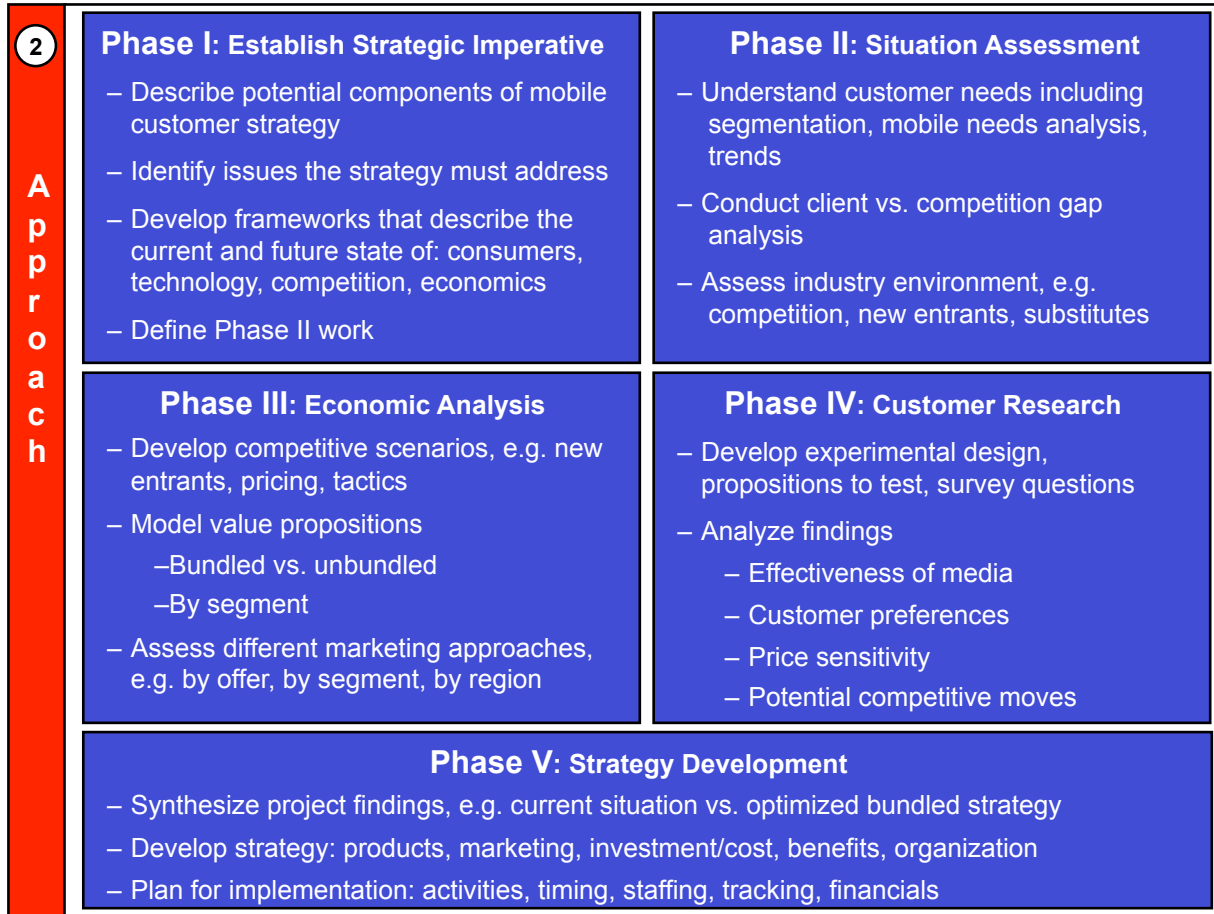 2
A
p
p
r
o
a
c
h
Phase I: Establish Strategic Imperative
– Describe potential components of mobile
customer strategy
– Identify issues the strategy must address
– Develop frameworks that describe the
current and future state of: consumers,
technology, competition, economics
– Define Phase II work
Phase II: Situation Assessment
– Understand customer needs including
segmentation, mobile needs analysis,
trends
– Conduct client vs. competition gap
analysis
– Assess industry environment, e.g.
competition, new entrants, substitutes
Phase III: Economic Analysis
– Develop competitive scenarios, e.g. new
entrants, pricing, tactics
– Model value propositions
–Bundled vs. unbundled
–By segment
– Assess different marketing approaches,
e.g. by offer, by segment, by region
Phase IV: Customer Research
– Develop experimental design,
propositions to test, survey questions
– Analyze findings
– Effectiveness of media
– Customer preferences
– Price sensitivity
– Potential competitive moves
Phase V: Strategy Development
– Synthesize project findings, e.g. current situation vs. optimized bundled strategy
– Develop strategy: products, marketing, investment/cost, benefits, organization
– Plan for implementation: activities, timing, staffing, tracking, financials